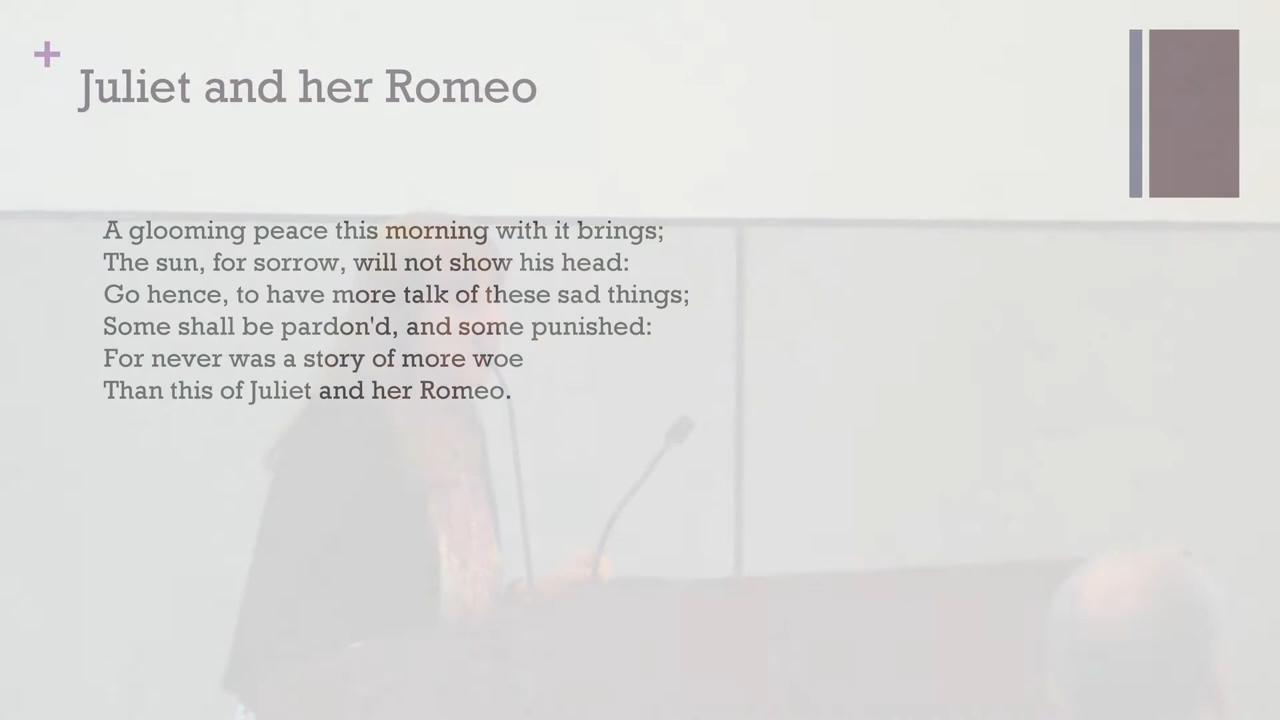 +
Juliet and her Romeo
A glooming peace this morning with it brings;
The sun, for sorrow, will not show his head:
Go hence, to have more talk of these sad things;
Some shall be pardon'd, and some punished:
For never was a story of more woe
Than this of Juliet and her Romeo.